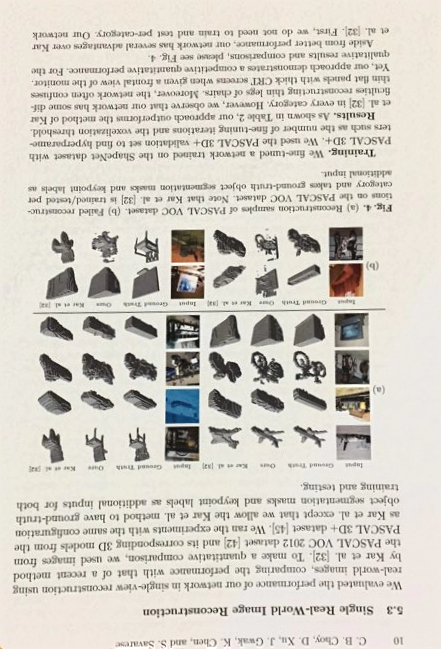 10 C. B. Choy, D. Xu, J. Gwak, K. Chen, and S. Savarese
5.3 Single Real-World Image Reconstruction
We evaluated the performance of our network in single-view reconstruction using
real-world images, comparing the performance with that of a recent method
by Kar et al. [32]. To make a quantitative comparison, we used images from
the PASCAL VOC 2012 dataset [42] and its corresponding 3D models from the
PASCAL 3D+ dataset [45]. We ran the experiments with the same configuration
as Kar et al. except that we allow the Kar et al. method to have ground-truth
object segmentation masks and keypoint labels as additional inputs for both
training and testing.
Input Ground Truth Ours Kar et al. [32] Input Ground Truth Ours Kar et al. [32]
(a)
Input Ground Truth Ours Kar et al. [32] Input Ground Truth Ours Kar et al. [32]
(b)
Fig. 4. (a) Reconstruction samples of PASCAL VOC dataset. (b) Failed reconstruc-
tions on the PASCAL VOC dataset. Note that Kar et al. [32] is trained/tested per
category and takes ground-truth object segmentation masks and keypoint labels as
additional input.
Training. We fine-tuned a network trained on the ShapeNet dataset with
PASCAL 3D+. We used the PASCAL 3D+ validation set to find hyperparame-
ters such as the number of fine-tuning iterations and the voxelization threshold.
Results. As shown in Table 2, our approach outperforms the method of Kar
et al. [32] in every category. However, we observe that our network has some dif-
ficulties reconstructing thin legs of chairs. Moreover, the network often confuses
thin flat panels with thick CRT screens when given a frontal view of the monitor.
Yet, our approach demonstrates a competitive quantitative performance. For the
qualitative results and comparisons, please see Fig. 4.
Aside from better performance, our network has several advantages over Kar
et al. [32]. First, we do not need to train and test per-category. Our network